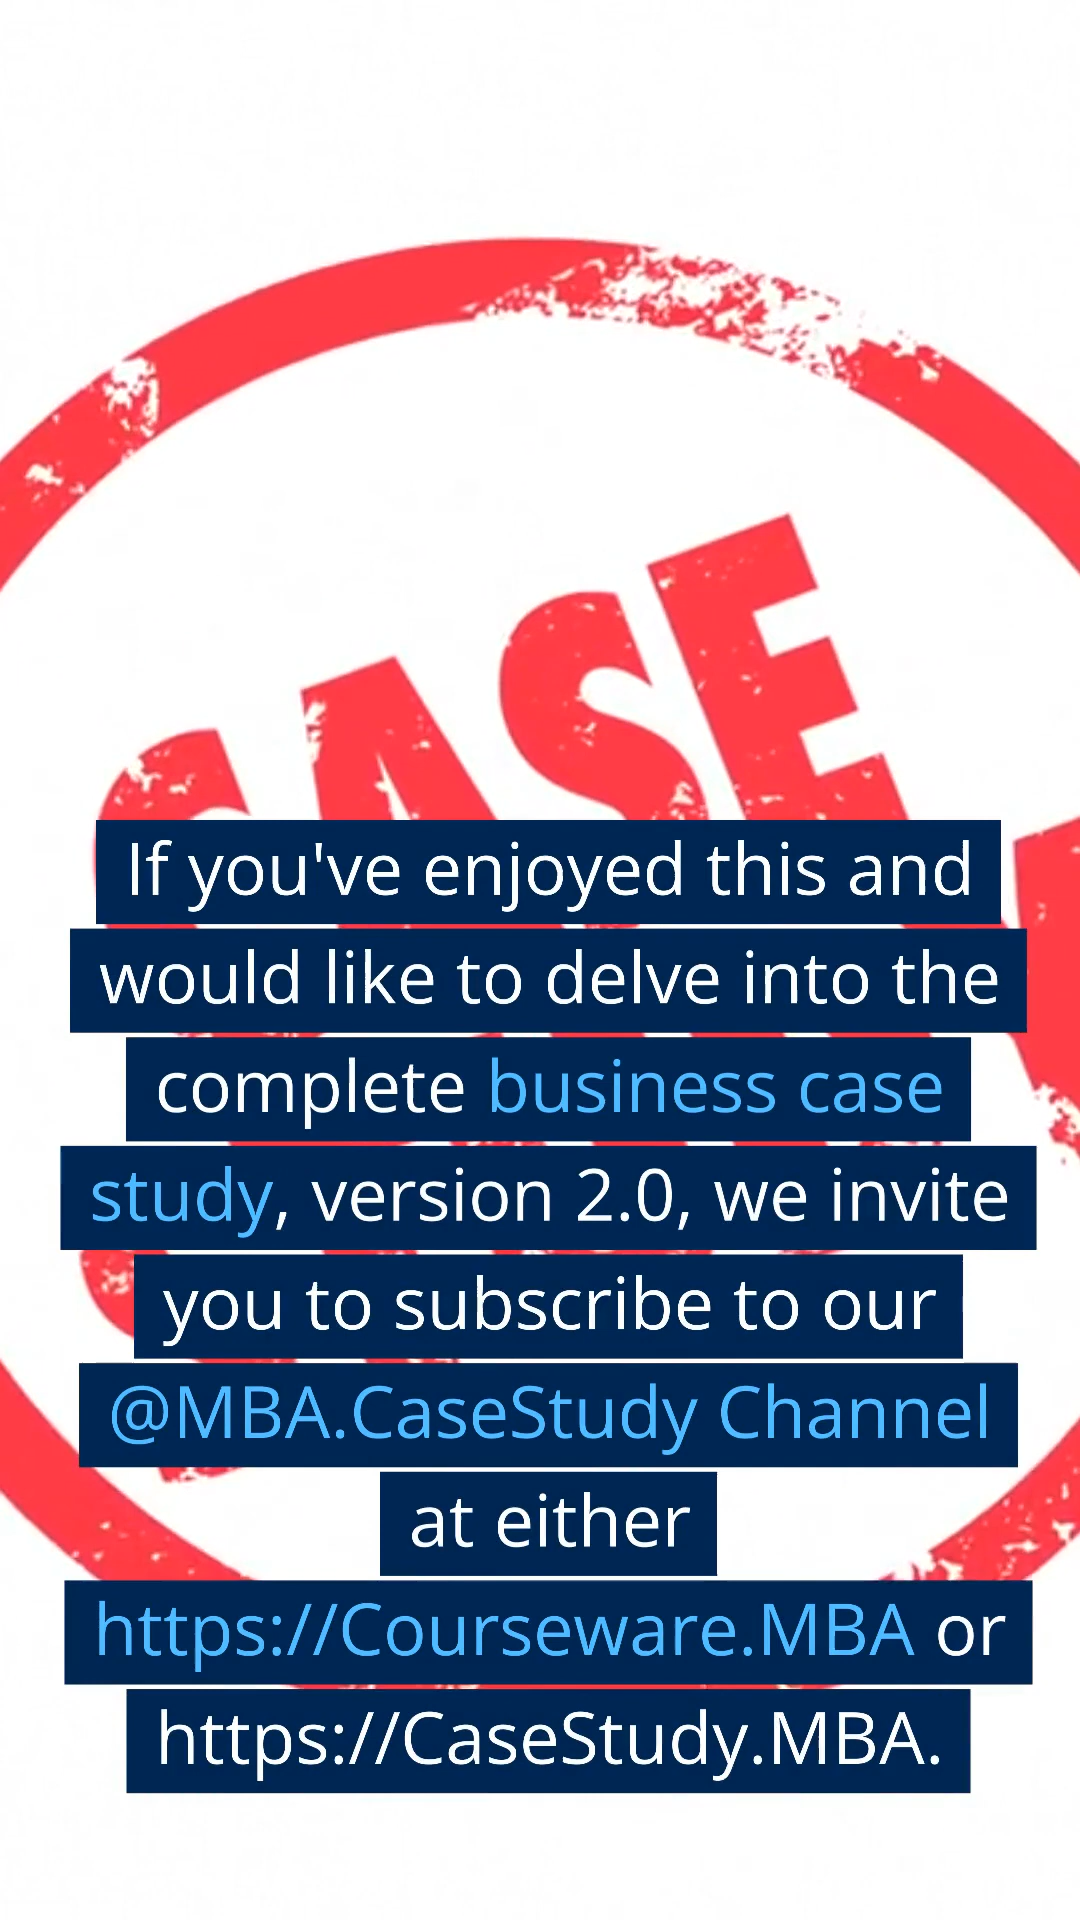 CASE
If you've enjoyed this and
would like to delve into the
complete business case
study, version 2.0, we invite
you to subscribe to our
@MBA.CaseStudy Channel
at either
https://Courseware.MBA or
https://CaseStudy.MBA.